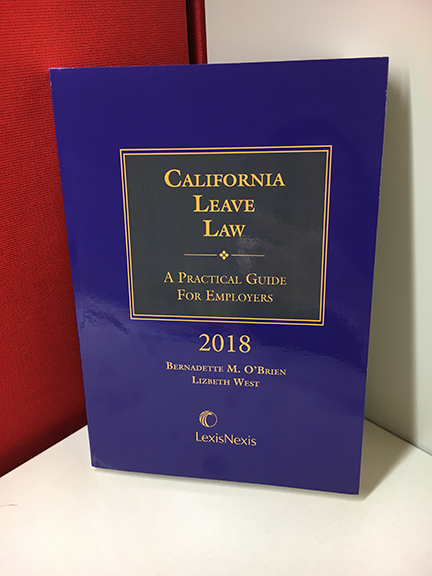 California
Leave
Law
A Practical Guide
For Employers
2018
Bernadette M. O'Brien
Lizbeth West
LexisNexis